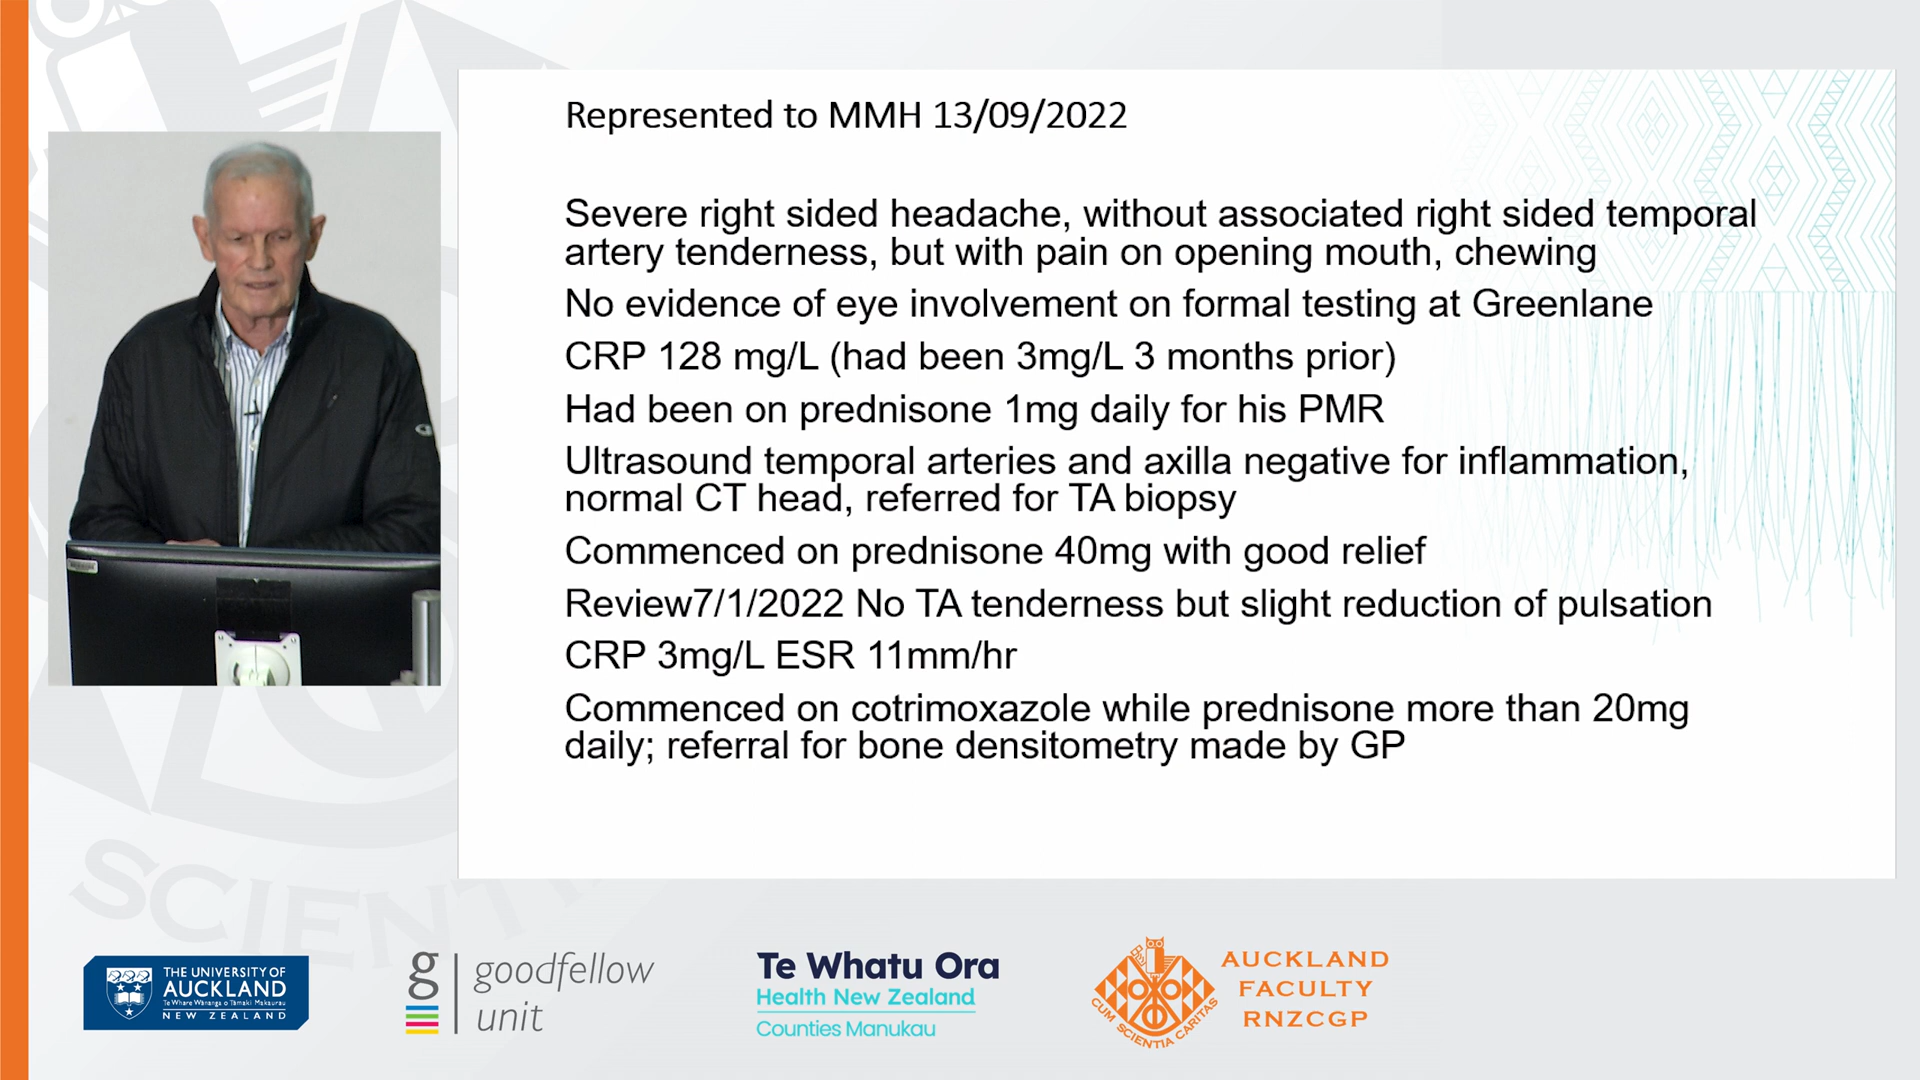 Represented to MMH 13/09/2022
Severe right sided headache, without associated right sided temporal
artery tenderness, but with pain on opening mouth, chewing
No evidence of eye involvement on formal testing at Greenlane
CRP 128 mg/L (had been 3mg/L 3 months prior)
Had been on prednisone 1mg daily for his PMR
Ultrasound temporal arteries and axilla negative for inflammation,
normal CT head, referred for TA biopsy
Commenced on prednisone 40mg with good relief
Review7/1/2022 No TA tenderness but slight reduction of pulsation
CRP 3mg/L ESR 11mm/hr
Commenced on cotrimoxazole while prednisone more than 20mg
daily; referral for bone densitometry made by GP
SCIENTI
THE UNIVERSITY OF
AUCKLAND
Te Whare Wānanga o Tāmaki Makaurau
NEW ZEALAND
g
goodfellow
unit
Te Whatu Ora
Health New Zealand
Counties Manukau
CUM SCIENTIA CARITAS
AUCKLAND
FACULTY
RNZCGP